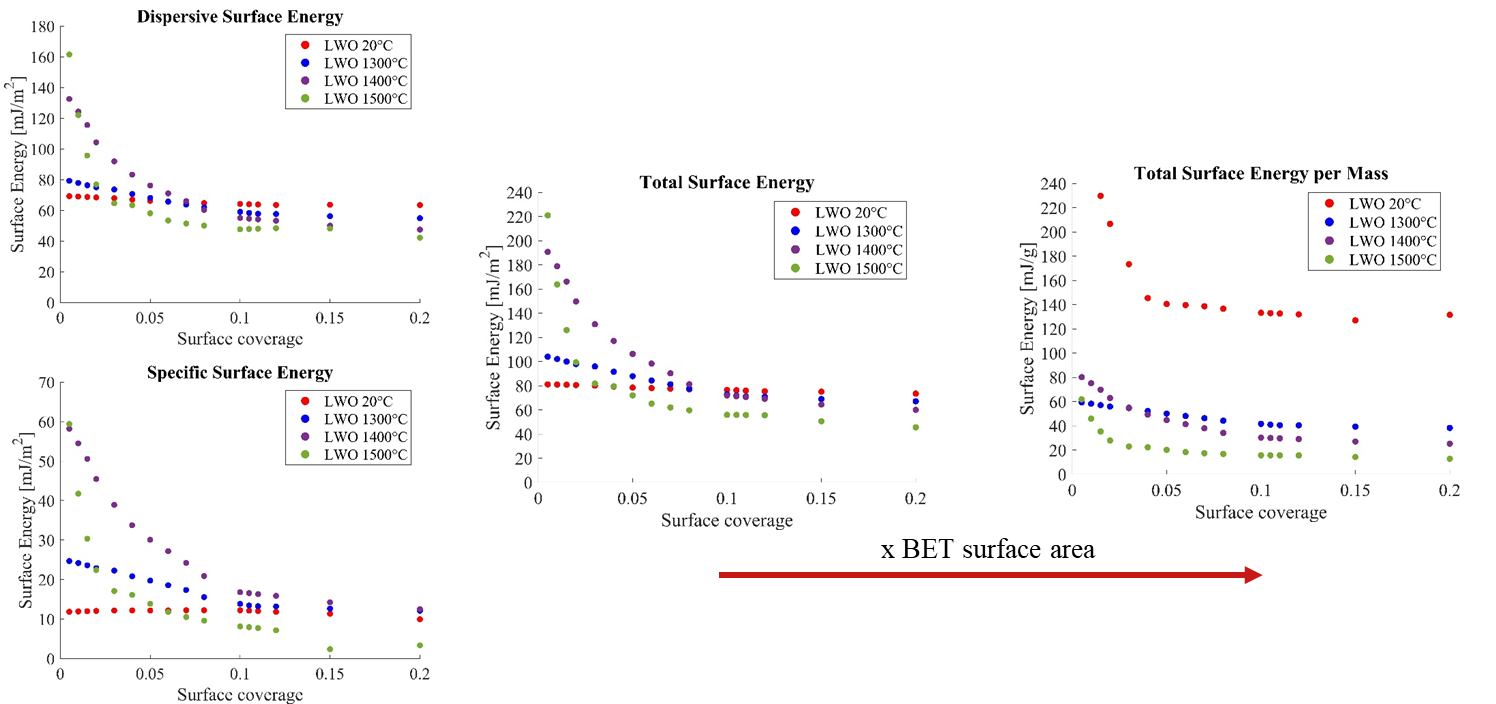 Dispersive Surface Energy
Surface Energy [mJ/m2]
180
160
140
120
100
80
60
40
20
0
LWO 20°C
LWO 1300°C
LWO 1400°C
LWO 1500°C
0 0.05 0.1 0.15 0.2
Surface coverage
Specific Surface Energy
Surface Energy [mJ/m2]
70
60
50
40
30
20
10
0
LWO 20°C
LWO 1300°C
LWO 1400°C
LWO 1500°C
0 0.05 0.1 0.15 0.2
Surface coverage
Total Surface Energy
Surface Energy [mJ/m2]
240
220
200
180
160
140
120
100
80
60
40
20
0
LWO 20°C
LWO 1300°C
LWO 1400°C
LWO 1500°C
0 0.05 0.1 0.15 0.2
Surface coverage
Total Surface Energy per Mass
Surface Energy [mJ/g]
240
220
200
180
160
140
120
100
80
60
40
20
0
LWO 20°C
LWO 1300°C
LWO 1400°C
LWO 1500°C
0 0.05 0.1 0.15 0.2
Surface coverage
x BET surface area